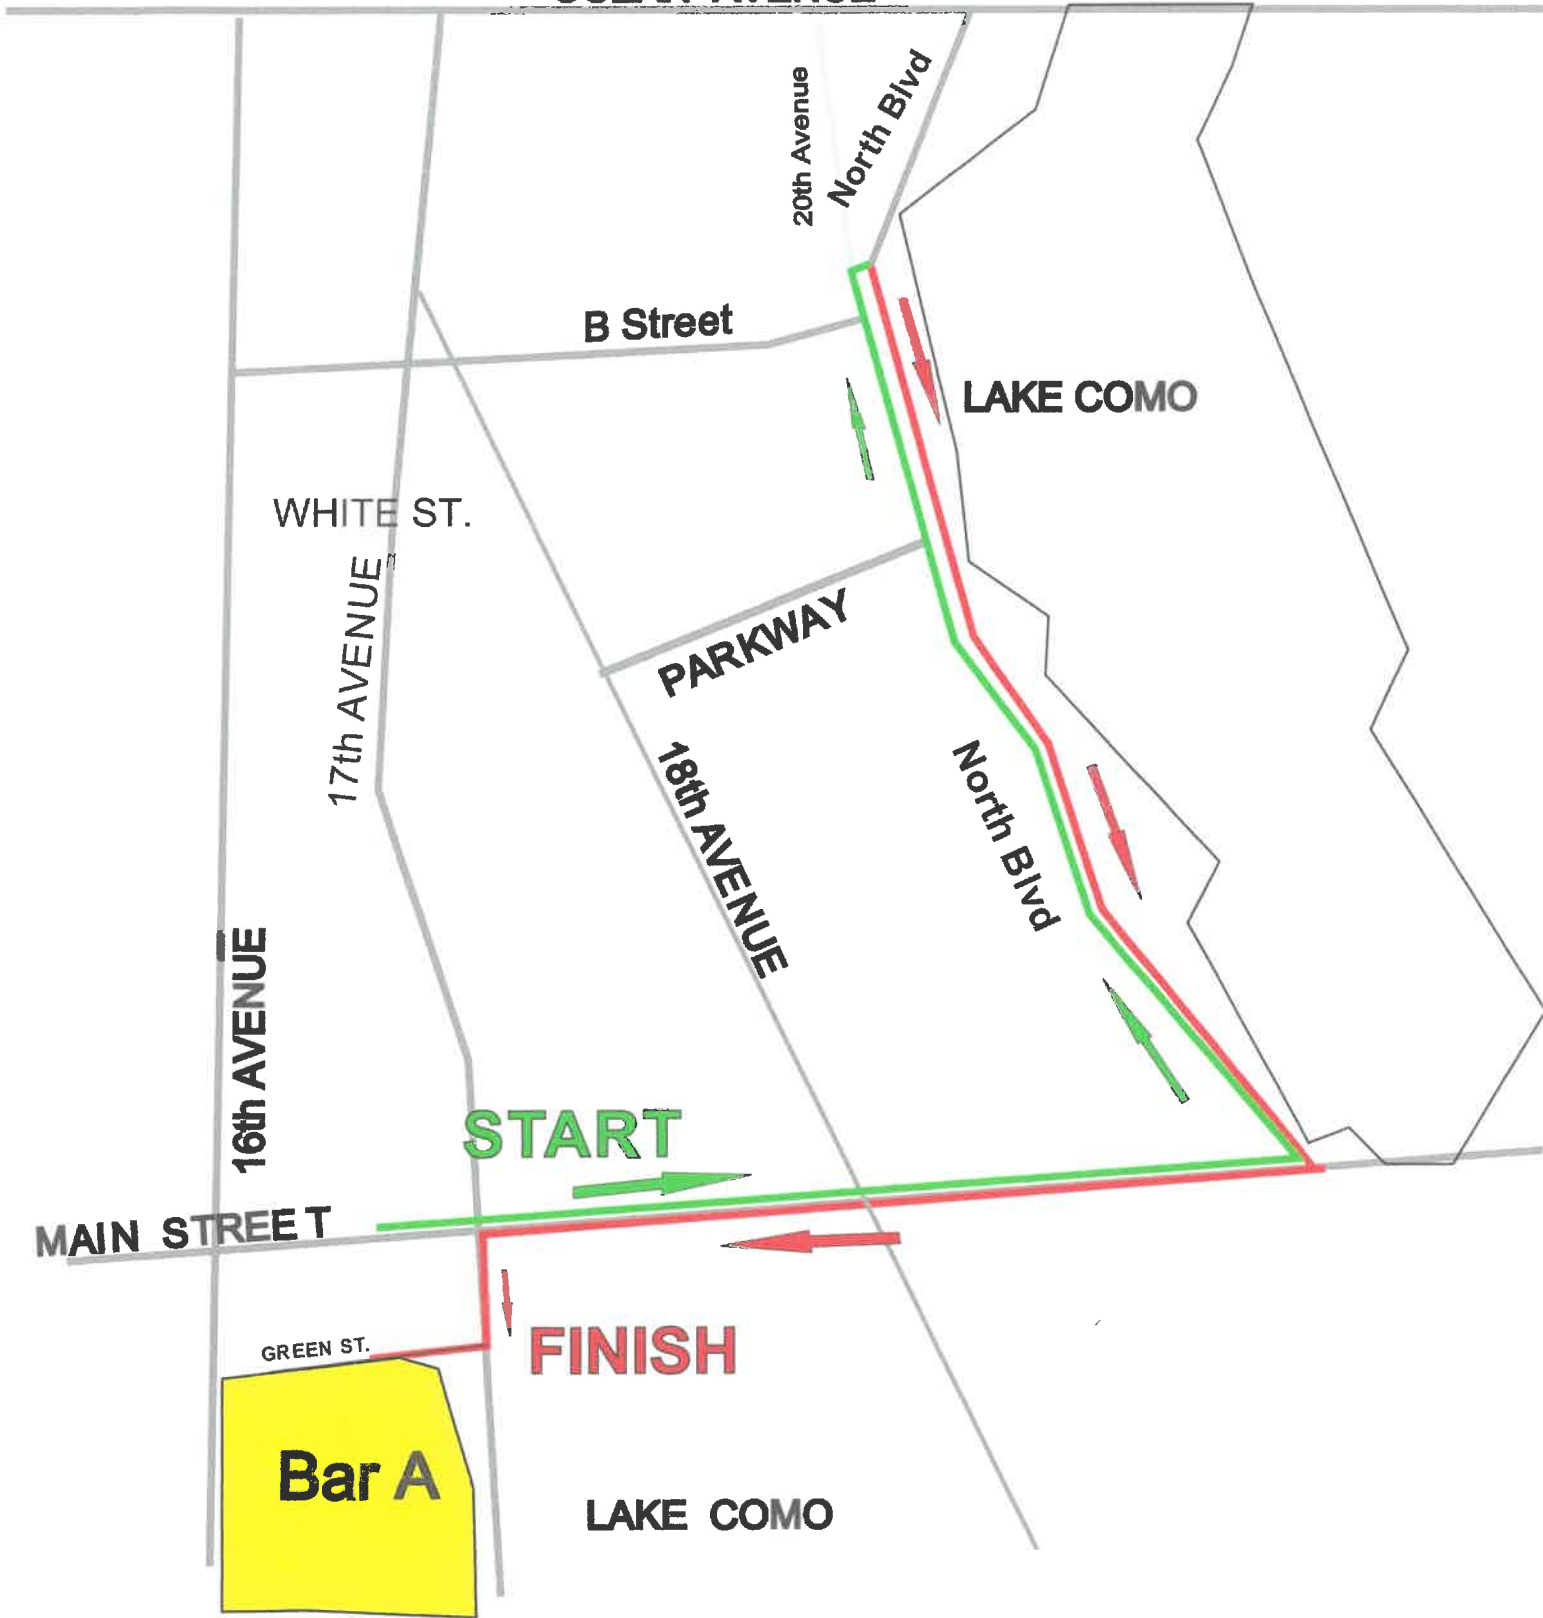 20th Avenue
North Blvd
B Street
LAKE COMO
WHITE ST.
17th AVENUE
PARKWAY
18th AVENUE
North Blvd
16th AVENUE
START
MAIN STREET
GREEN ST.
FINISH
Bar A
LAKE COMO